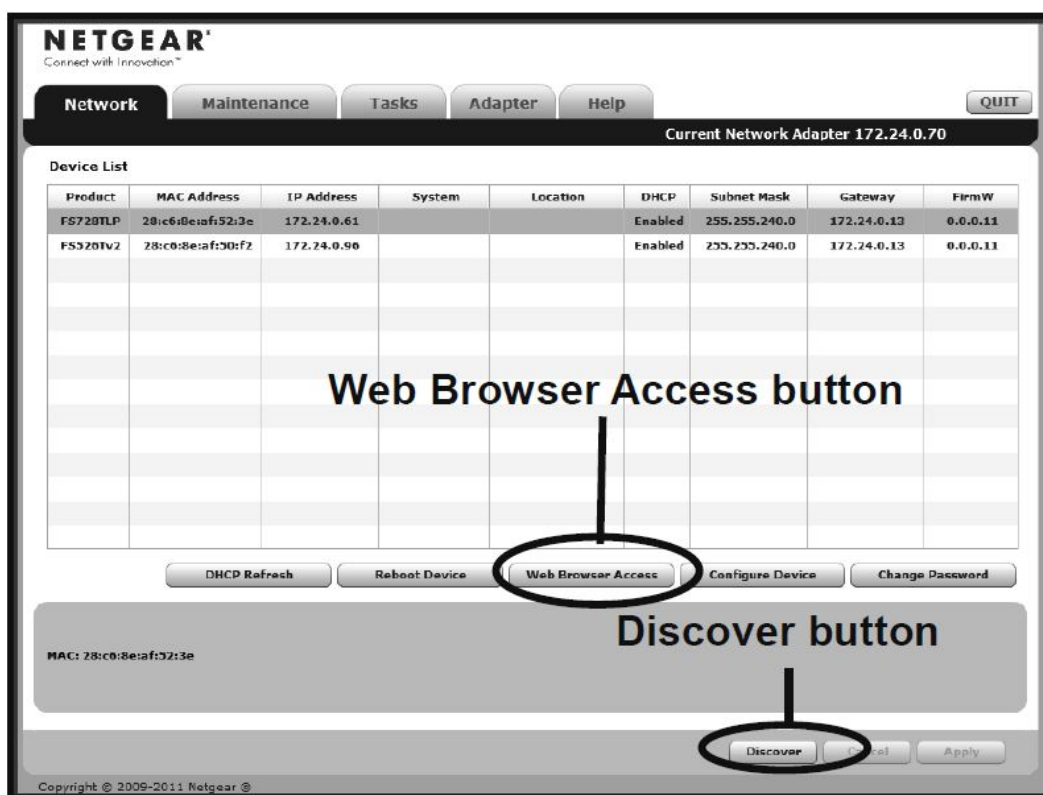 NETGEAR®
Connect with Innovation™
Network Maintenance Tasks Adapter Help QUIT
Current Network Adapter 172.24.0.70
Device List
Product MAC Address IP Address System Location DHCP Subnet Mask Gateway FirmW
FS728TLP 28:c6:8e:af:52:3e 172.24.0.61 Enabled 255.255.240.0 172.24.0.13 0.0.0.11
FS526Tv2 28:c6:8e:af:50:f2 172.24.0.96 Enabled 255.255.240.0 172.24.0.13 0.0.0.11
Web Browser Access button
DHCP Refresh Reboot Device Web Browser Access Configure Device Change Password
Discover button
MAC: 28:c6:8e:af:52:3e
Discover Cancel Apply
Copyright © 2009-2011 Netgear ®